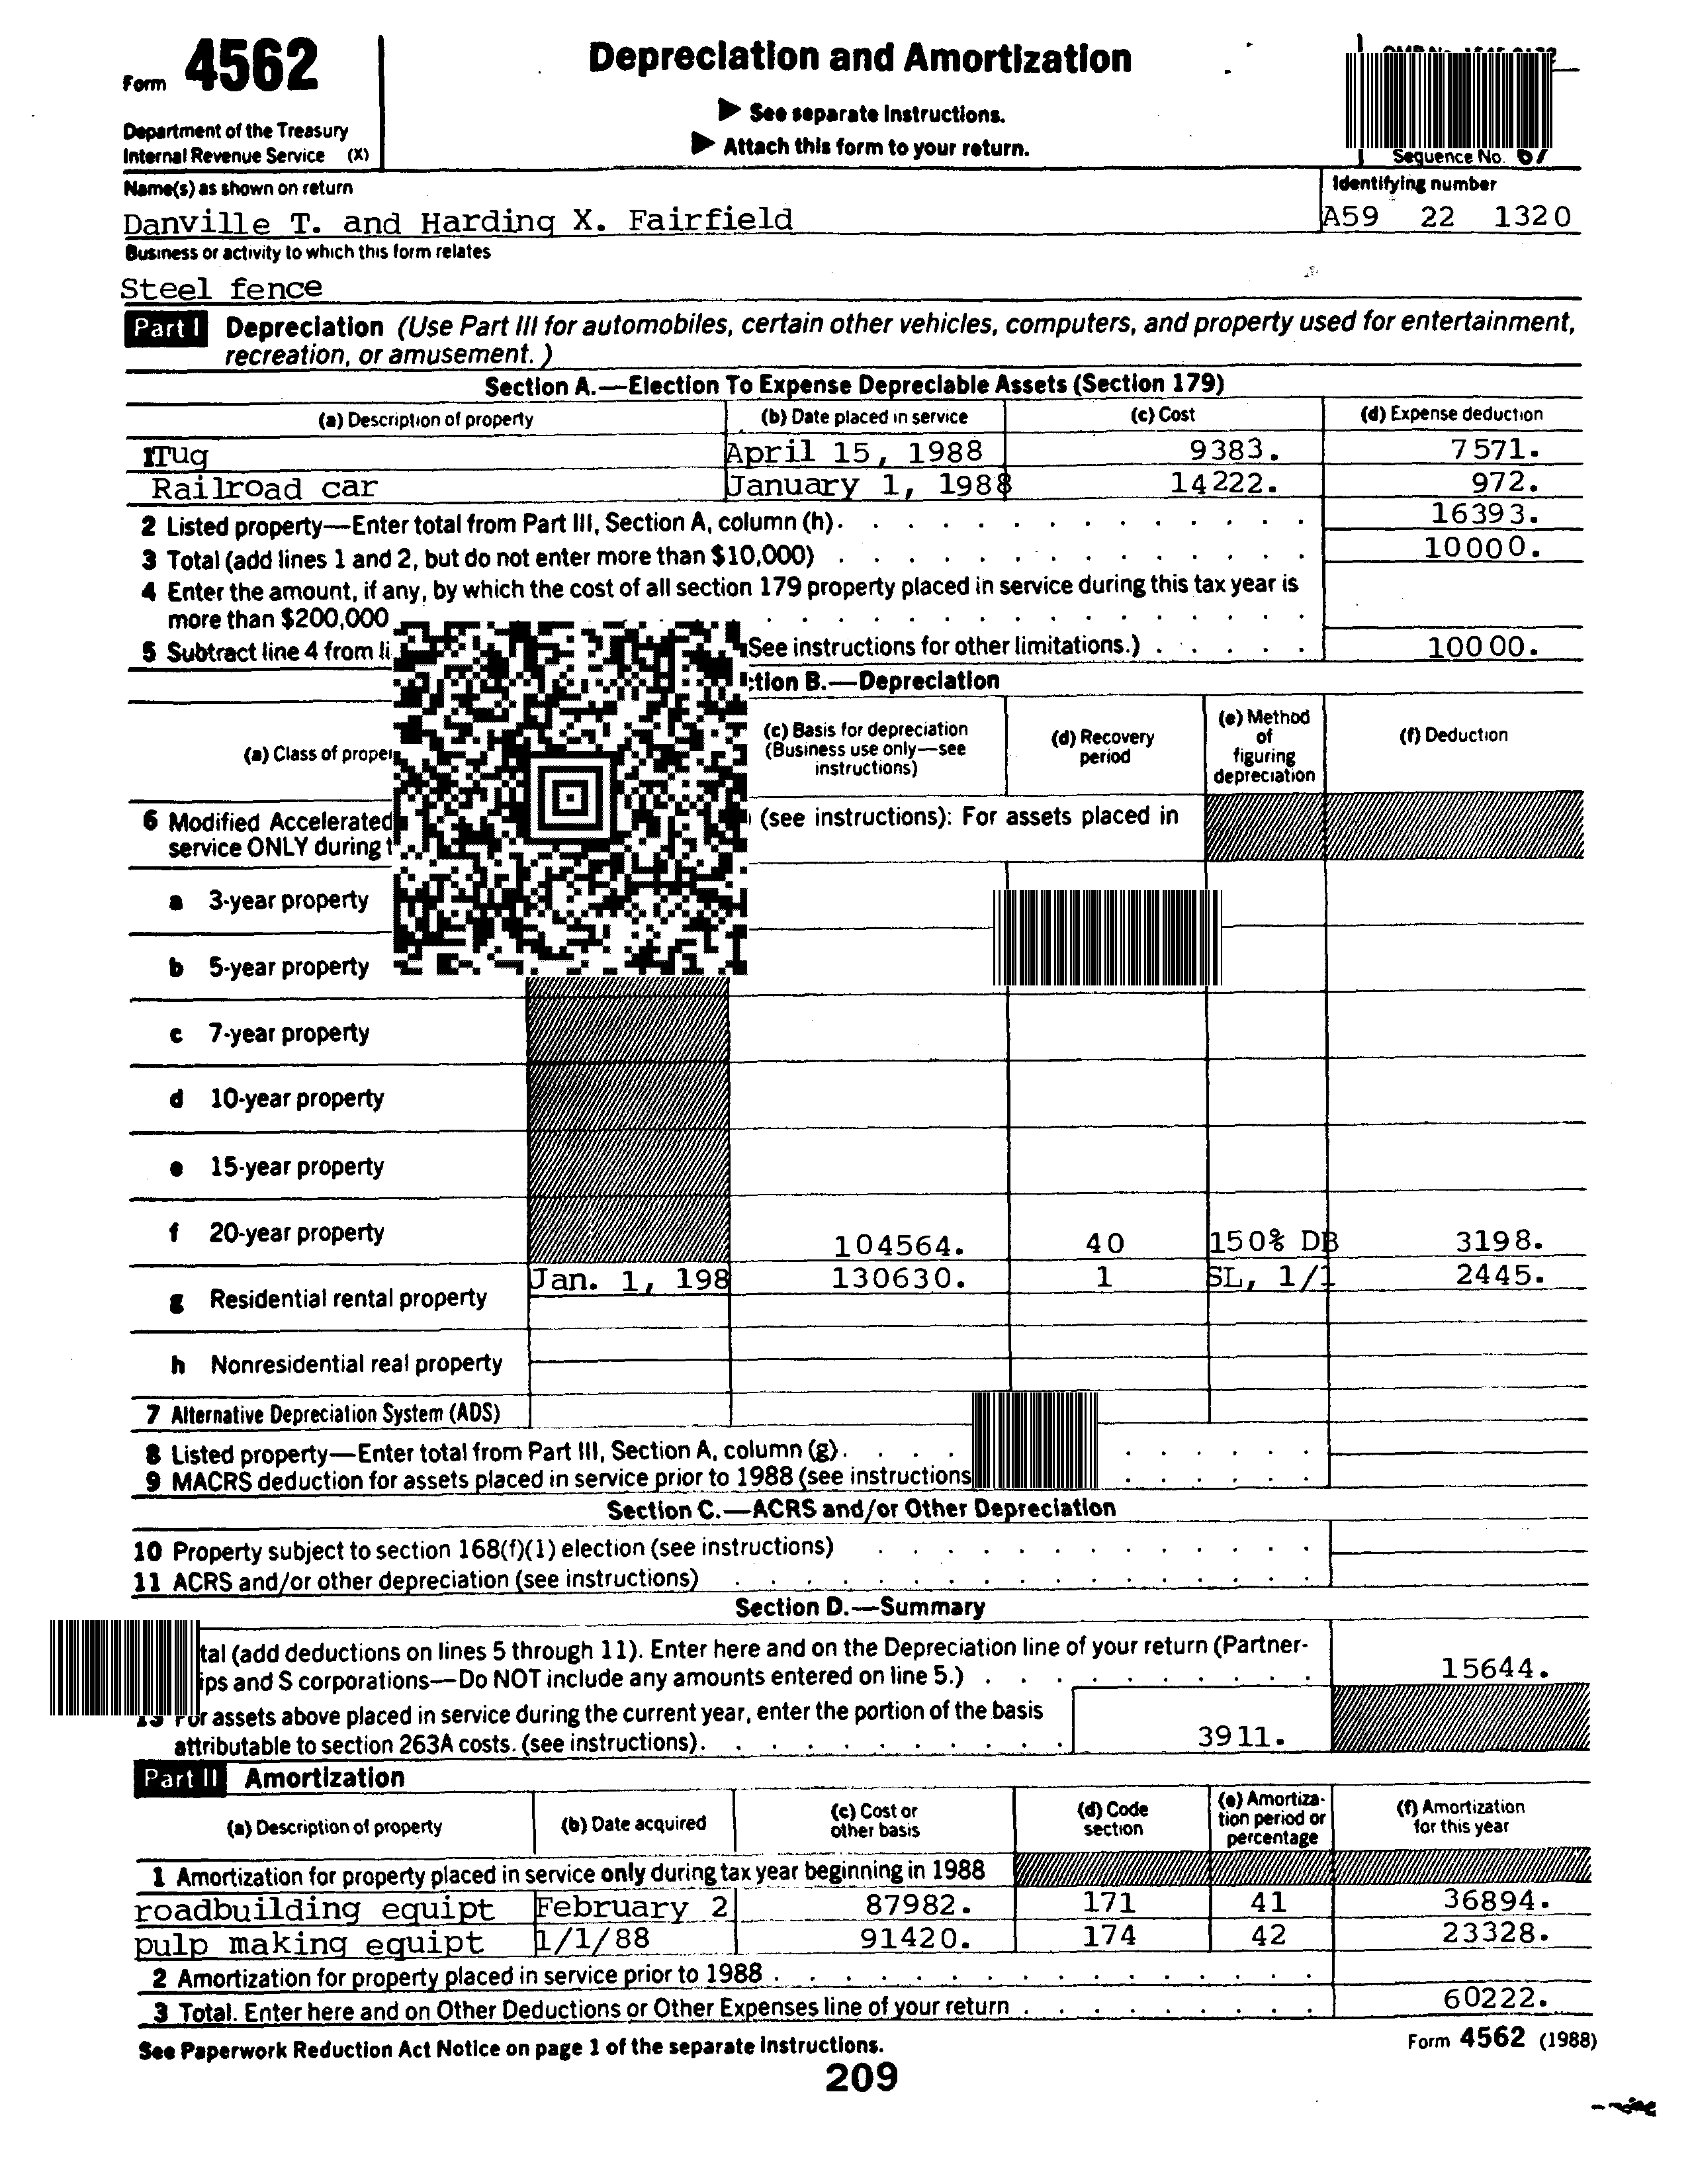 Form 4562
Department of the Treasury
Internal Revenue Service (X)
Depreciation and Amortization
▶ See separate Instructions.
▶ Attach this form to your return.
Sequence No. 67
Name(s) as shown on return
Identifying number
Danville T. and Harding X. Fairfield
A59 22 1320
Business or activity to which this form relates
Steel fence
Part I Depreciation (Use Part III for automobiles, certain other vehicles, computers, and property used for entertainment,
recreation, or amusement.)
Section A.—Election To Expense Depreciable Assets (Section 179)
(a) Description of property (b) Date placed in service (c) Cost (d) Expense deduction
1 Tug April 15, 1988 9383. 7571.
Railroad car January 1, 1988 14222. 972.
2 Listed property—Enter total from Part III, Section A, column (h). 16393.
3 Total (add lines 1 and 2, but do not enter more than $10,000) 10000.
4 Enter the amount, if any, by which the cost of all section 179 property placed in service during this tax year is
more than $200,000
5 Subtract line 4 from li See instructions for other limitations.) 10000.
ction B.—Depreciation
(a) Class of proper (c) Basis for depreciation (Business use only—see instructions) (d) Recovery period (e) Method of figuring depreciation (f) Deduction
6 Modified Accelerated (see instructions): For assets placed in
service ONLY during t
a 3-year property
b 5-year property
c 7-year property
d 10-year property
e 15-year property
f 20-year property 104564. 40 150% DB 3198.
g Residential rental property Jan. 1, 198 130630. 1 SL, 1/1 2445.
h Nonresidential real property
7 Alternative Depreciation System (ADS)
8 Listed property—Enter total from Part III, Section A, column (g).
9 MACRS deduction for assets placed in service prior to 1988 (see instructions
Section C.—ACRS and/or Other Depreciation
10 Property subject to section 168(f)(1) election (see instructions)
11 ACRS and/or other depreciation (see instructions)
Section D.—Summary
tal (add deductions on lines 5 through 11). Enter here and on the Depreciation line of your return (Partner-
ips and S corporations—Do NOT include any amounts entered on line 5.) 15644.
13 For assets above placed in service during the current year, enter the portion of the basis
attributable to section 263A costs. (see instructions). 3911.
Part II Amortization
(a) Description of property (b) Date acquired (c) Cost or other basis (d) Code section (e) Amortiza-tion period or percentage (f) Amortization for this year
1 Amortization for property placed in service only during tax year beginning in 1988
roadbuilding equipt February 2 87982. 171 41 36894.
pulp making equipt 1/1/88 91420. 174 42 23328.
2 Amortization for property placed in service prior to 1988
3 Total. Enter here and on Other Deductions or Other Expenses line of your return 60222.
See Paperwork Reduction Act Notice on page 1 of the separate Instructions.
Form 4562 (1988)
209